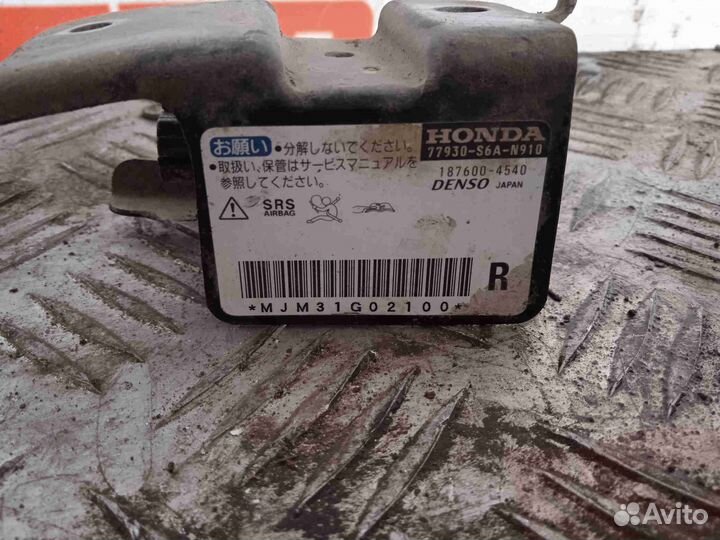 お願い
●分解しないでください。
●取扱い、保管はサービスマニュアルを
参照してください。
HONDA
77930-S6A-N910
187600-4540
DENSO JAPAN
SRS
AIRBAG
R
*MJM31G02100*
Avito